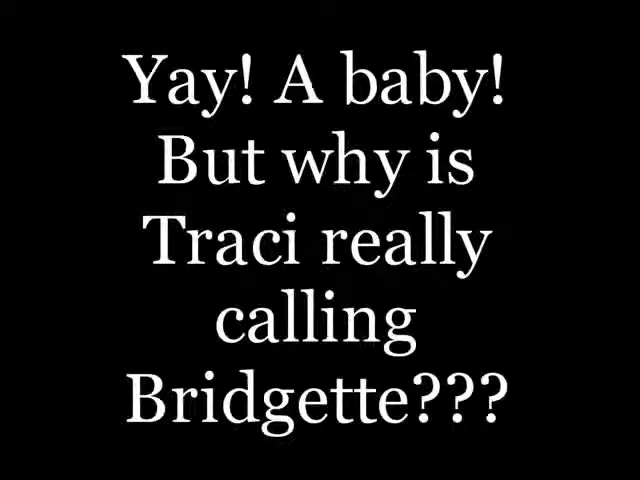 Yay! A baby!
But why is
Traci really
calling
Bridgette???